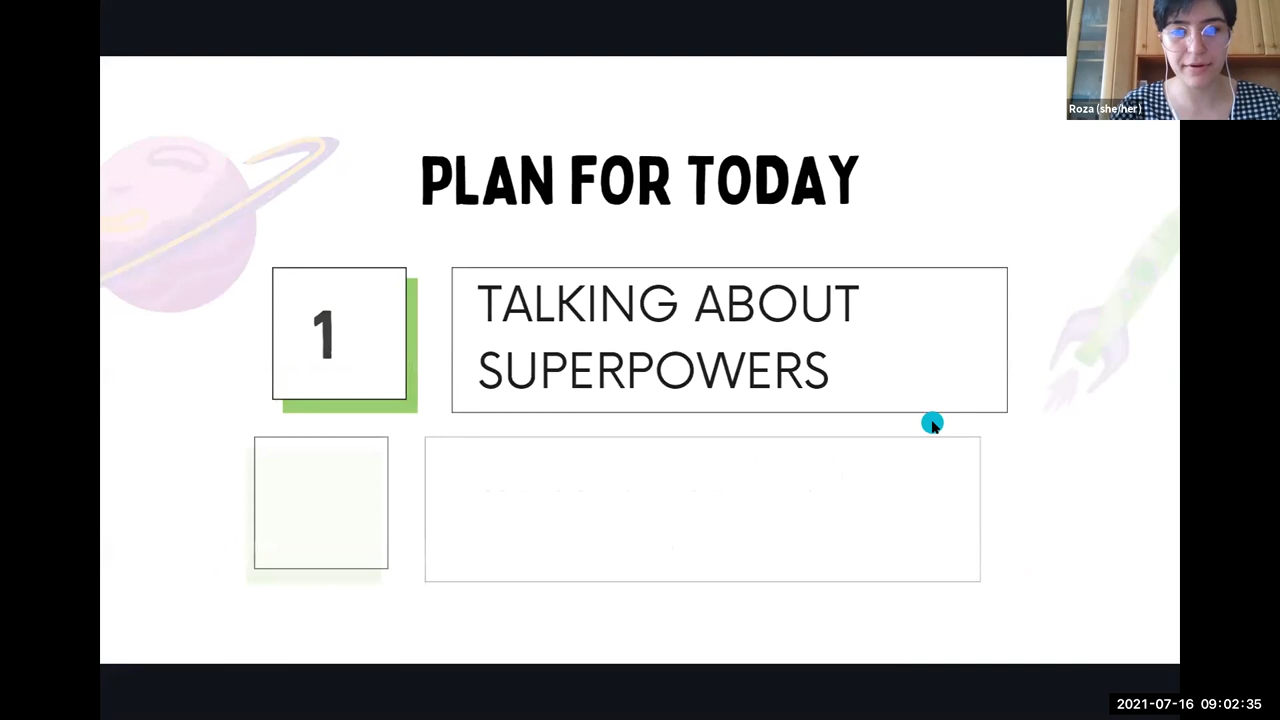 Roza (she/her)
PLAN FOR TODAY
1
TALKING ABOUT
SUPERPOWERS
2021-07-16 09:02:35